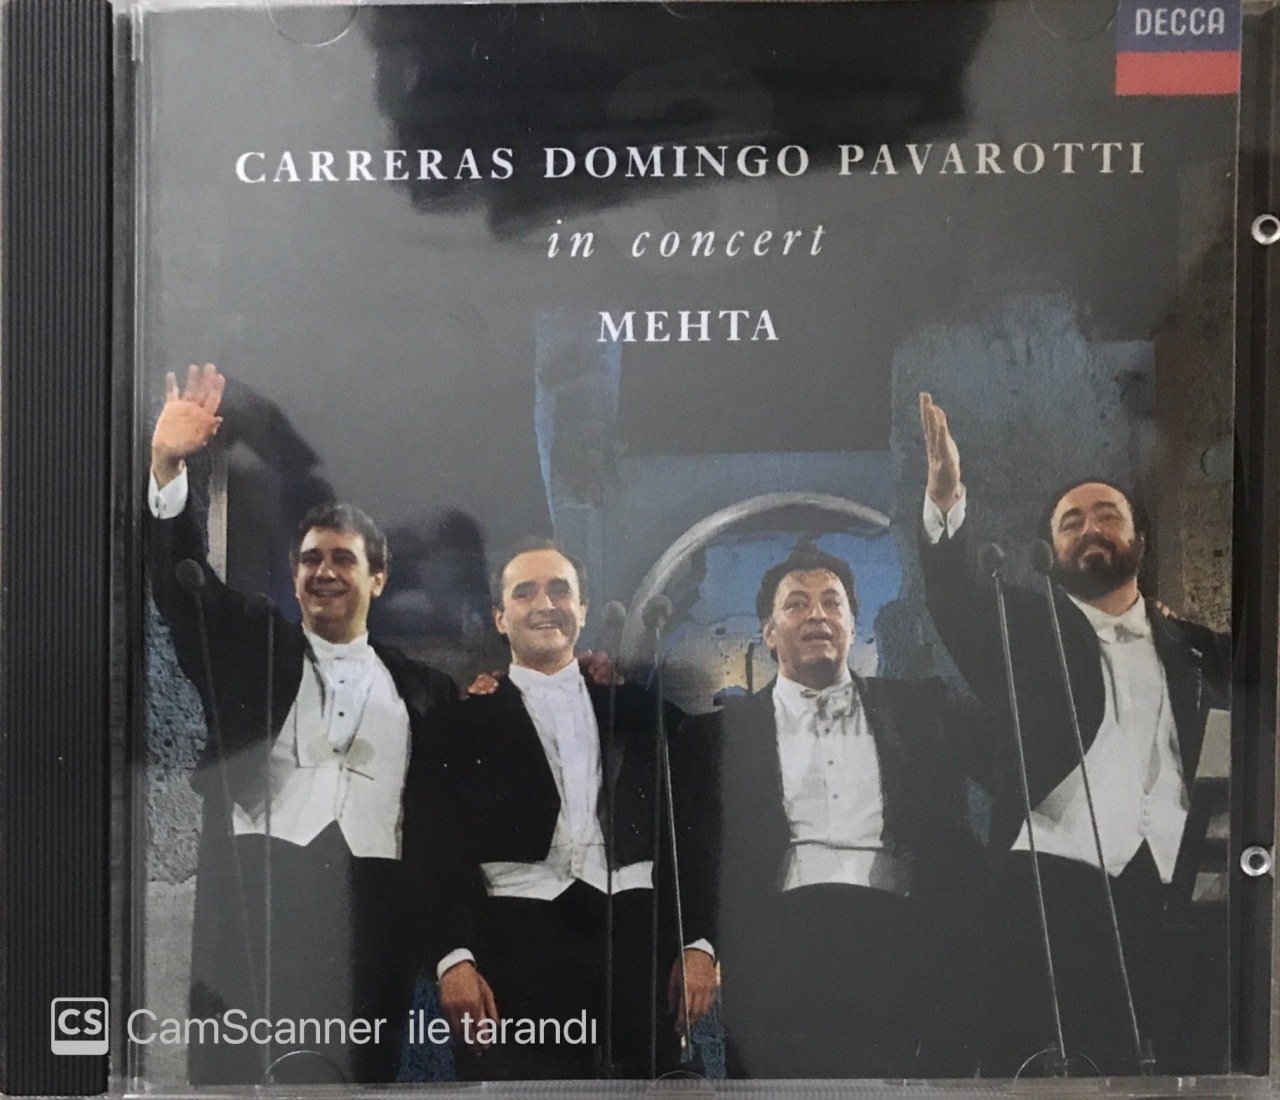 DECCA
CARRERAS DOMINGO PAVAROTTI
in concert
MEHTA
CS CamScanner ile tarandı